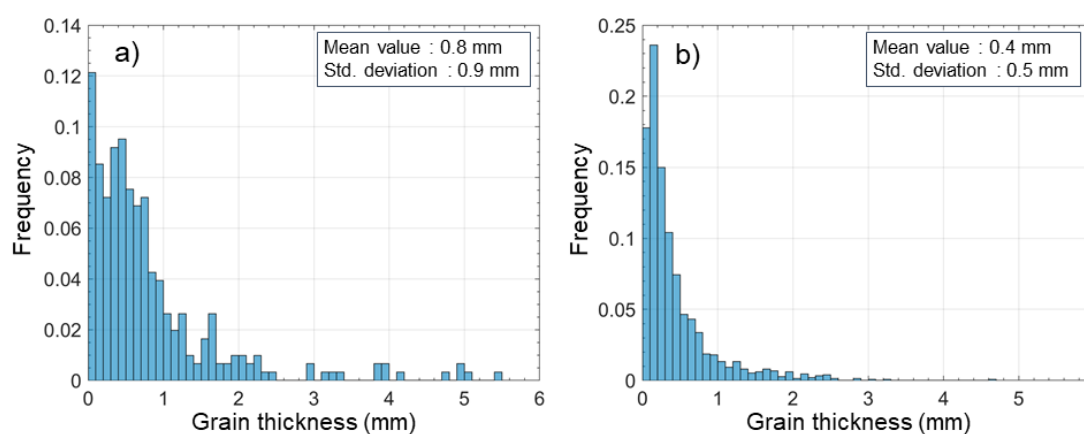 a)
Mean value : 0.8 mm
Std. deviation : 0.9 mm
Frequency
0.14
0.12
0.1
0.08
0.06
0.04
0.02
0
0 1 2 3 4 5 6
Grain thickness (mm)
b)
Mean value : 0.4 mm
Std. deviation : 0.5 mm
Frequency
0.25
0.2
0.15
0.1
0.05
0
0 1 2 3 4 5
Grain thickness (mm)